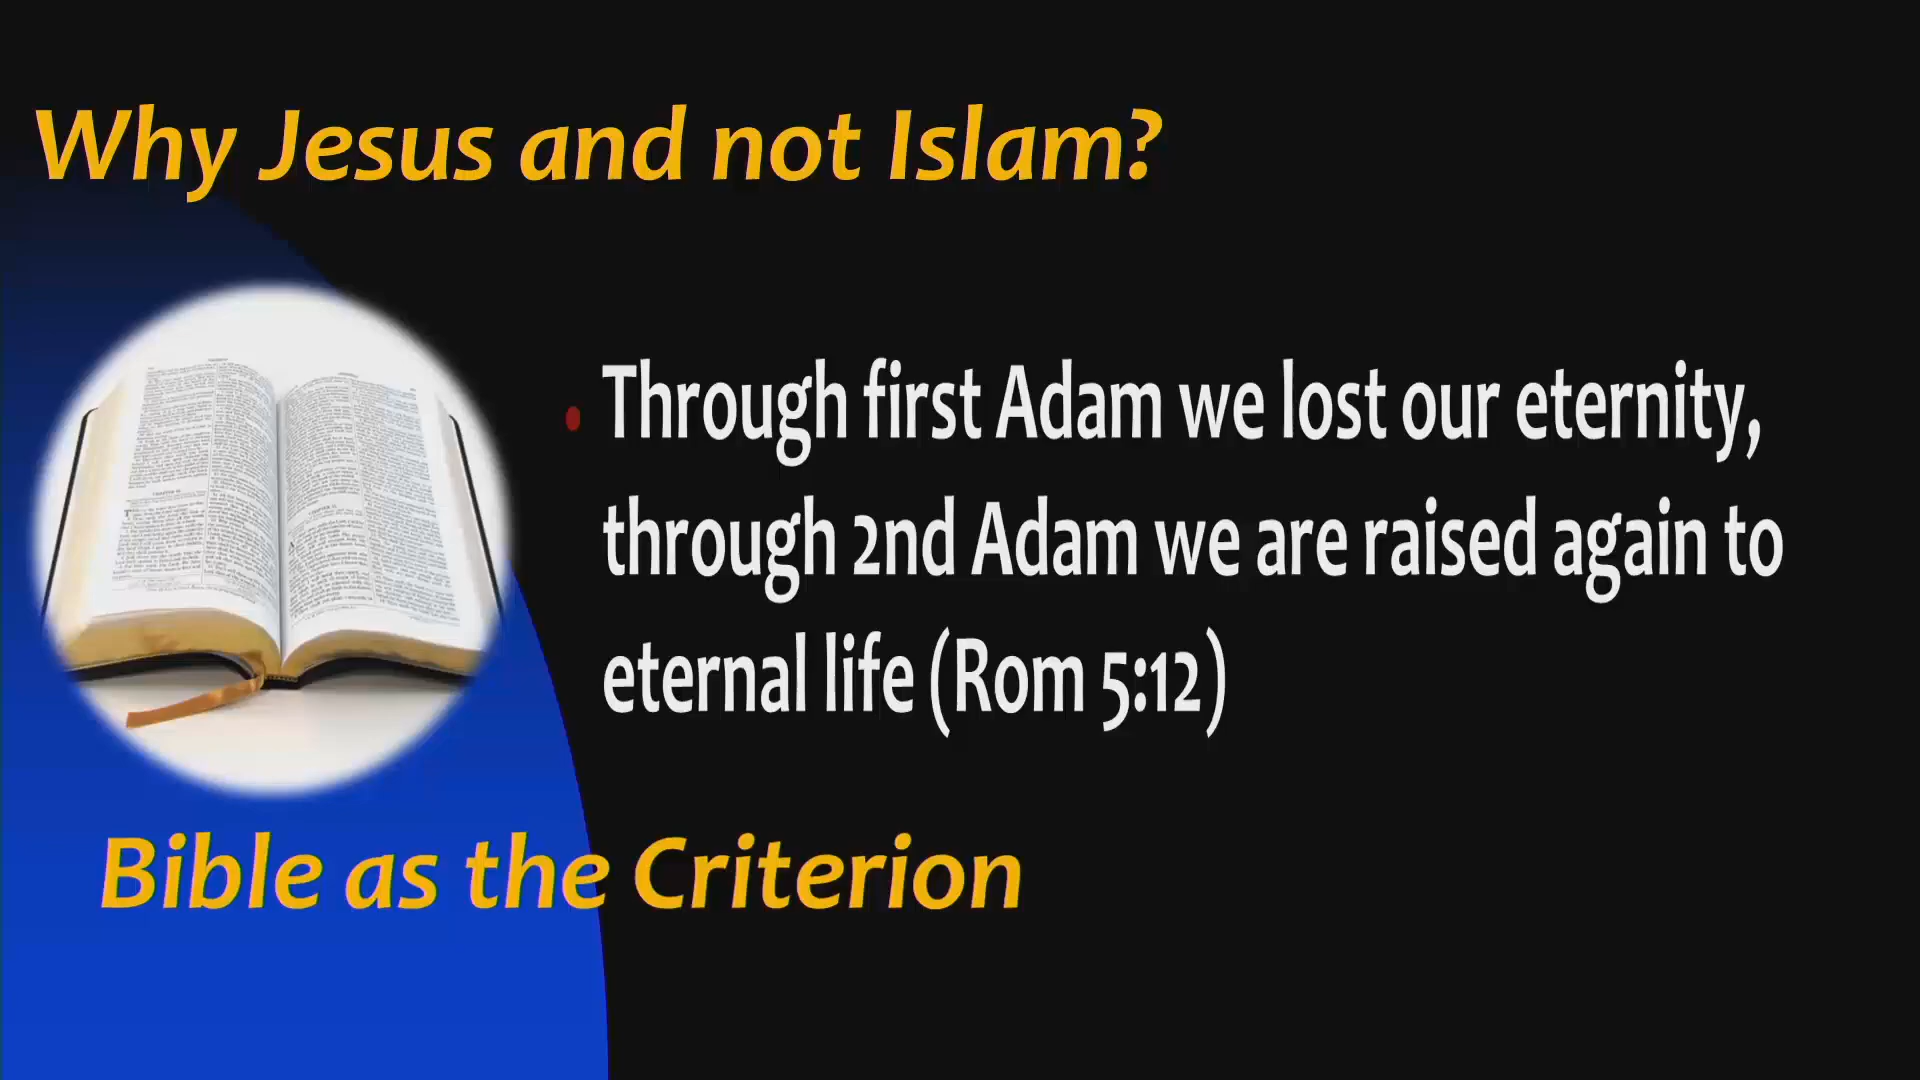 Why Jesus and not Islam?
• Through first Adam we lost our eternity,
through 2nd Adam we are raised again to
eternal life (Rom 5:12)
Bible as the Criterion